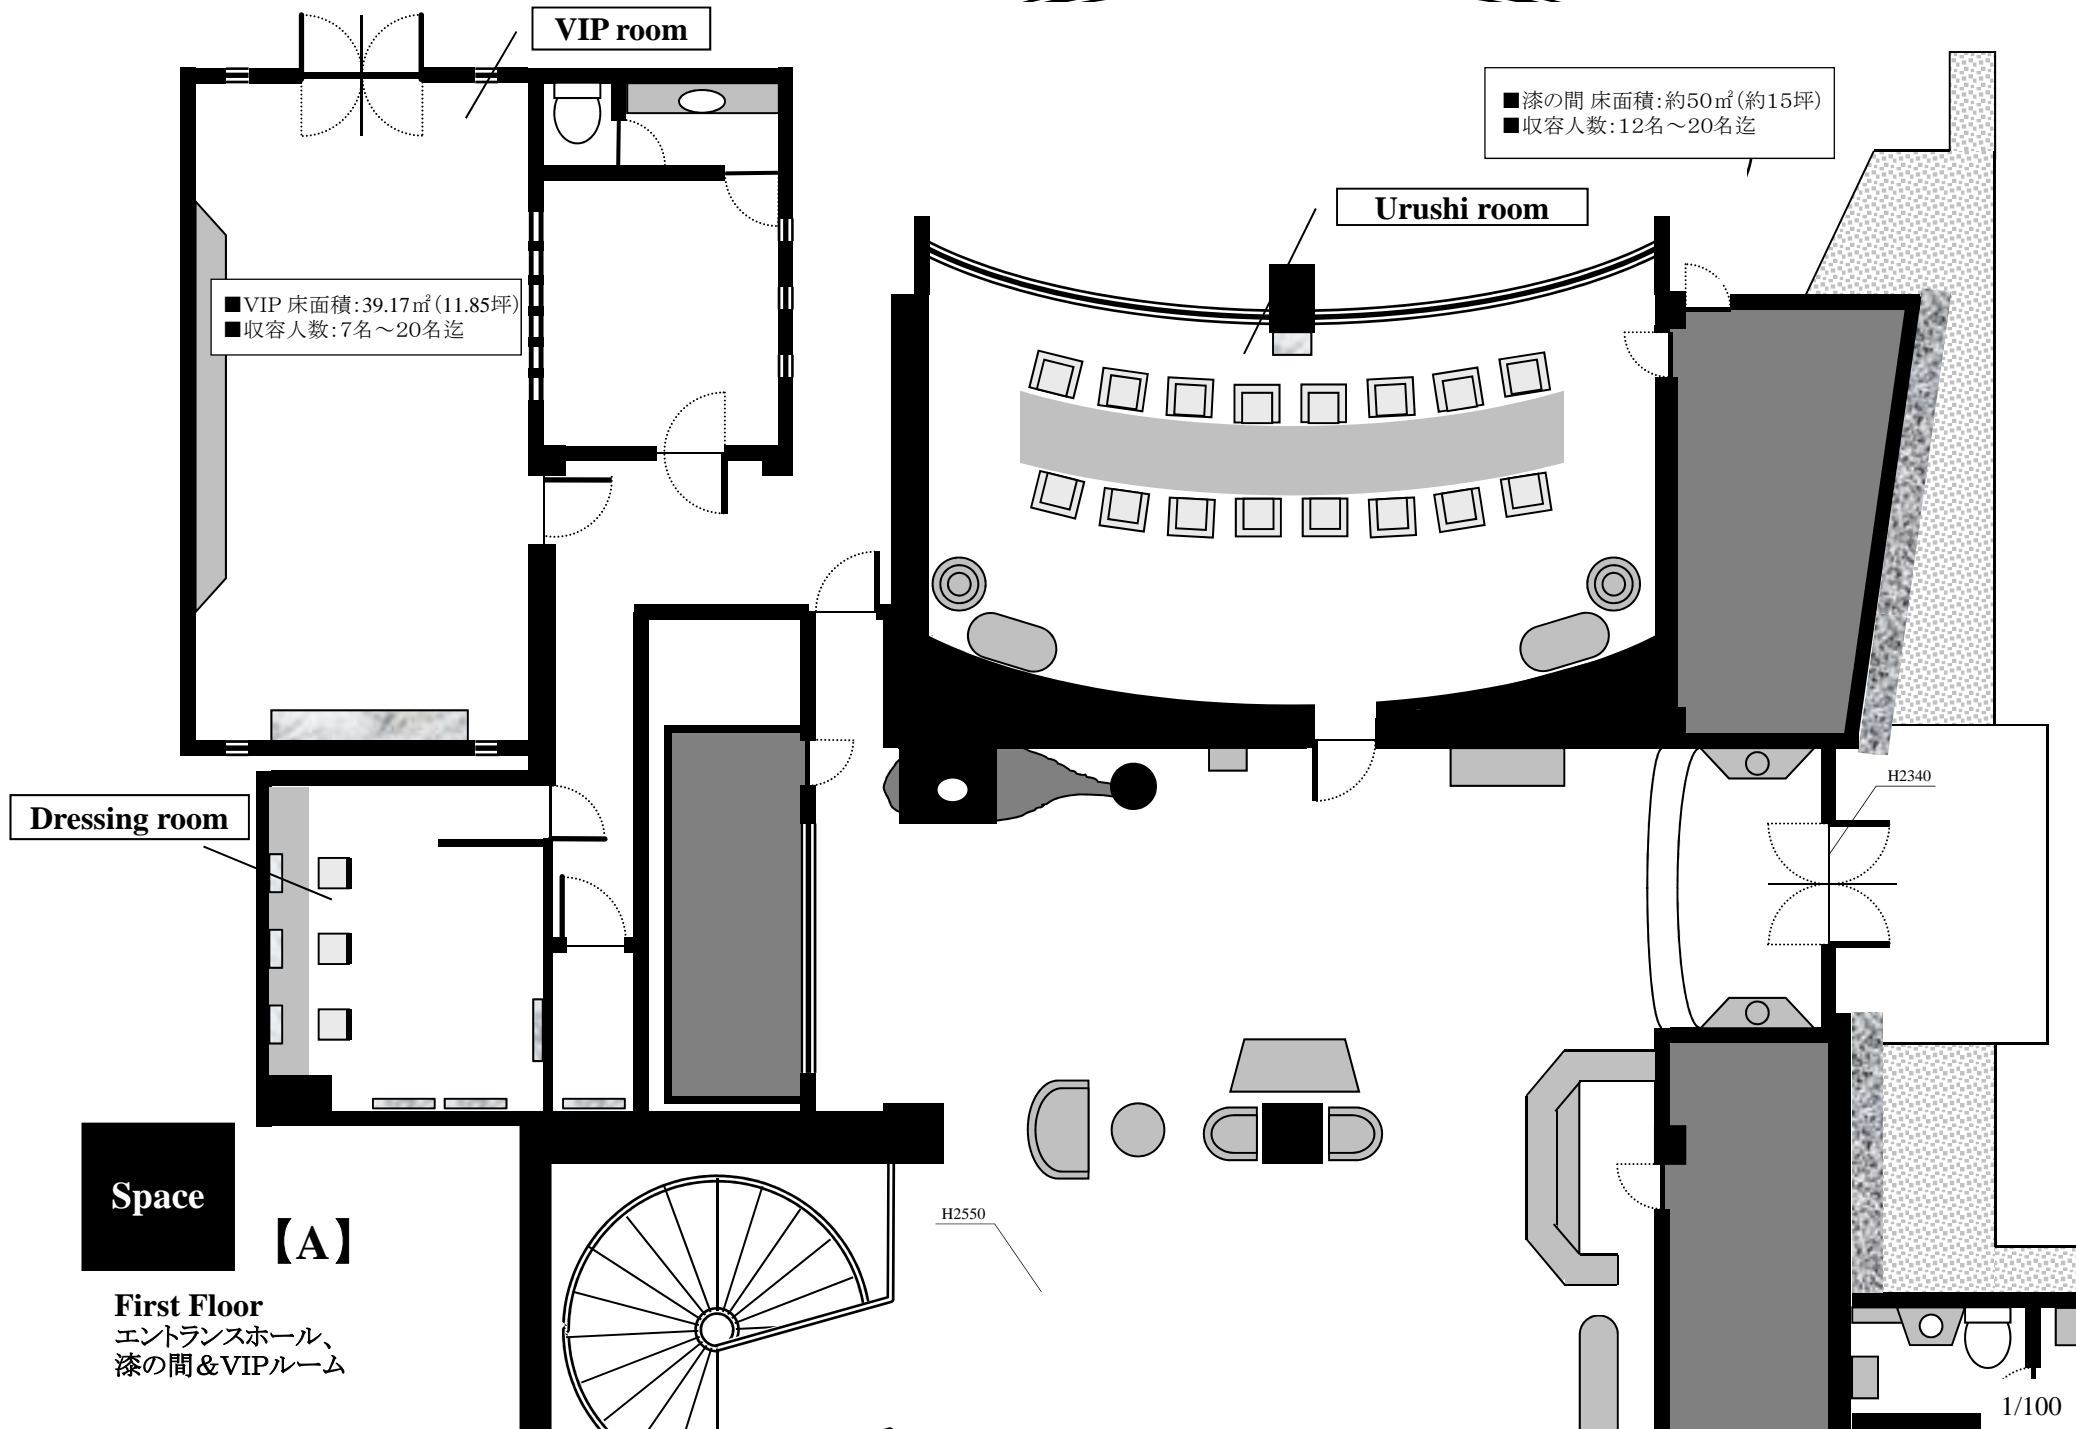 VIP room
■漆の間 床面積:約50㎡(約15坪)
■収容人数:12名～20名迄
Urushi room
■VIP 床面積:39.17㎡(11.85坪)
■収容人数:7名～20名迄
H2340
Dressing room
Space
【A】
H2550
First Floor
エントランスホール、
漆の間&VIPルーム
1/100